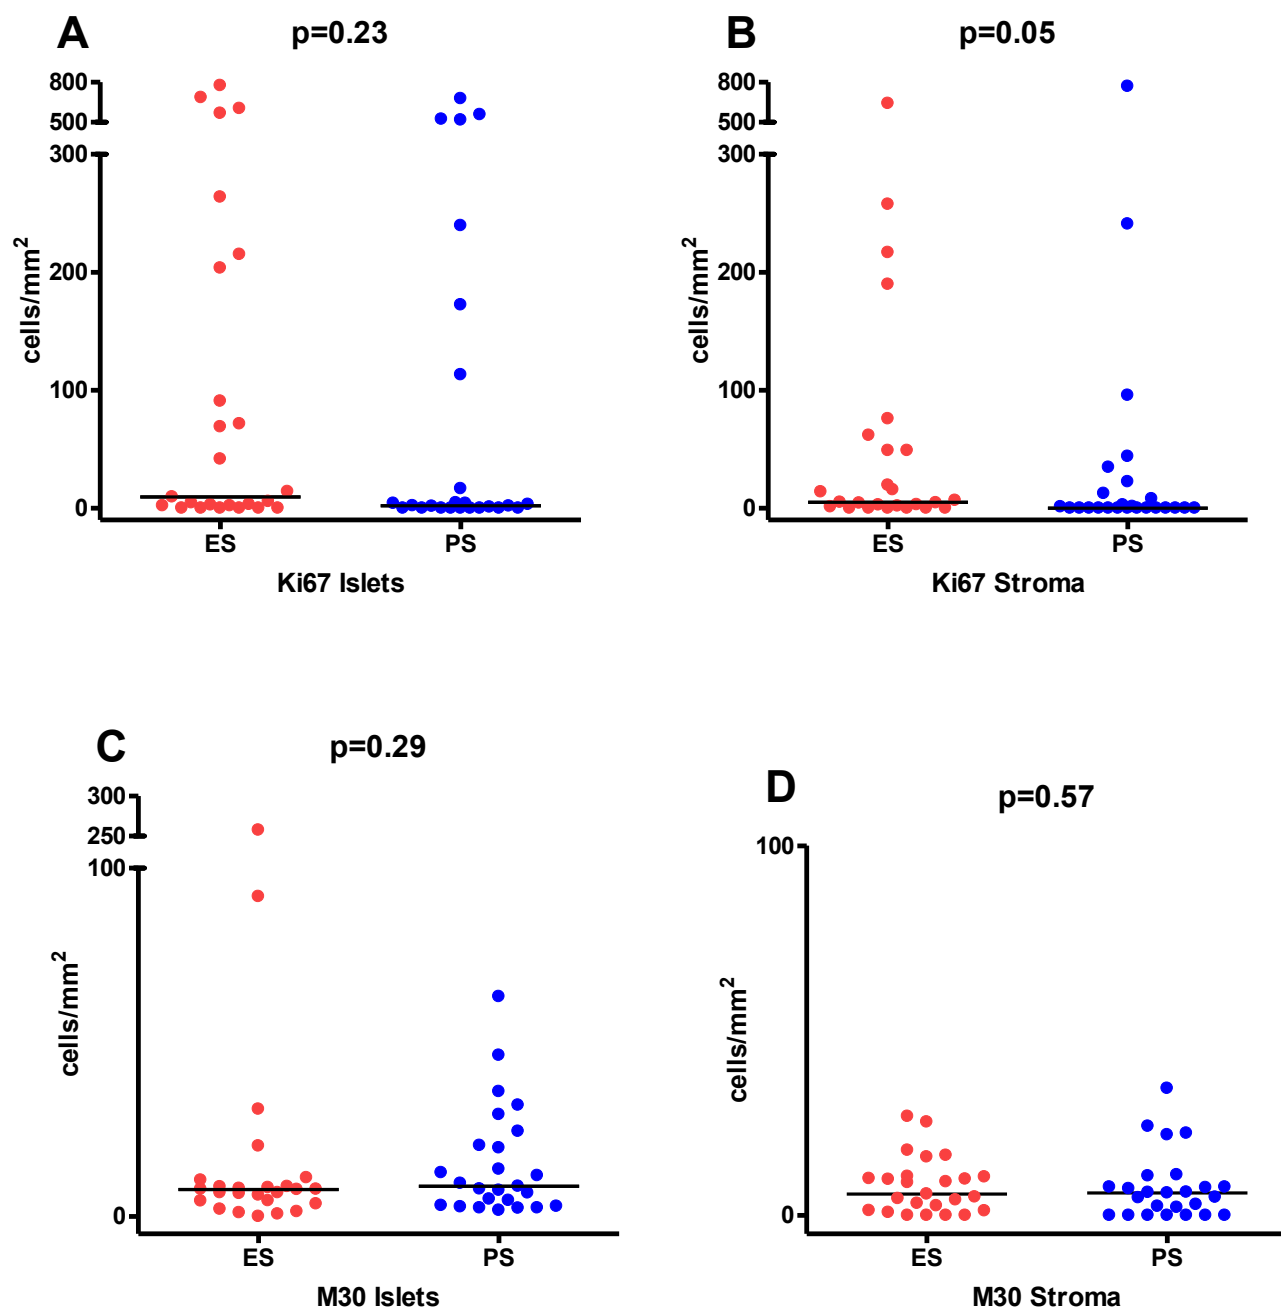 A
p=0.23
800
500
300
200
100
0
cells/mm²
ES
PS
Ki67 Islets
B
p=0.05
800
500
300
200
100
0
cells/mm²
ES
PS
Ki67 Stroma
C
p=0.29
300
250
100
0
cells/mm²
ES
PS
M30 Islets
D
p=0.57
100
0
cells/mm²
ES
PS
M30 Stroma